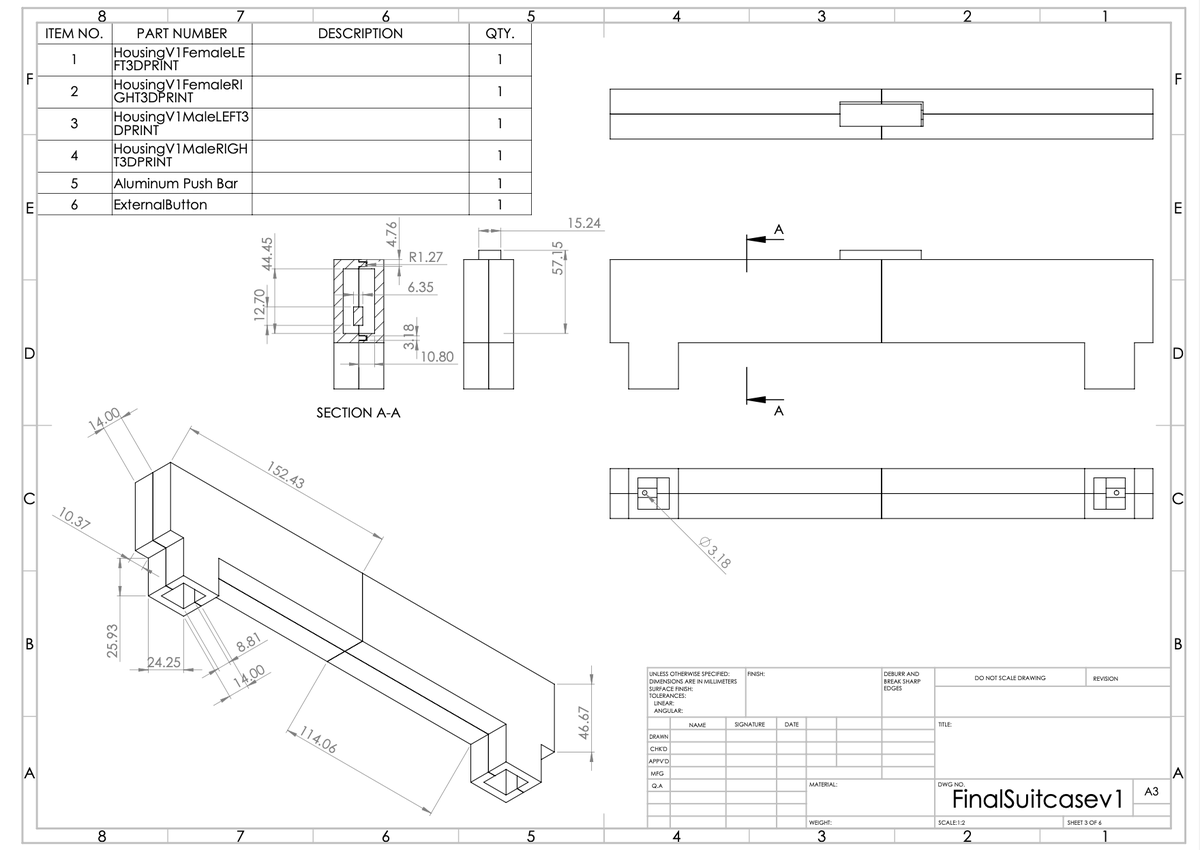 8 7 6 5 4 3 2 1
ITEM NO. PART NUMBER DESCRIPTION QTY.
1 HousingV1FemaleLE 1
FT3DPRINT
2 HousingV1FemaleRI 1
GHT3DPRINT
3 HousingV1MaleLEFT3 1
DPRINT
4 HousingV1MaleRIGH 1
T3DPRINT
5 Aluminum Push Bar 1
6 ExternalButton 1
F F
E E
D D
C C
B B
A A
44.45
4.76
R1.27
6.35
12.70
3.18
10.80
SECTION A-A
15.24
57.15
A
A
14.00
152.43
10.37
25.93
24.25
8.81
14.00
114.06
46.67
∅3.18
UNLESS OTHERWISE SPECIFIED:
DIMENSIONS ARE IN MILLIMETERS
SURFACE FINISH:
TOLERANCES:
LINEAR:
ANGULAR:
FINISH:
DEBURR AND
BREAK SHARP
EDGES
DO NOT SCALE DRAWING
REVISION
NAME SIGNATURE DATE
DRAWN
CHK'D
APPV'D
MFG
Q.A
MATERIAL:
WEIGHT:
TITLE:
DWG NO.
FinalSuitcasev1
A3
SCALE:1:2
SHEET 3 OF 6
8 7 6 5 4 3 2 1